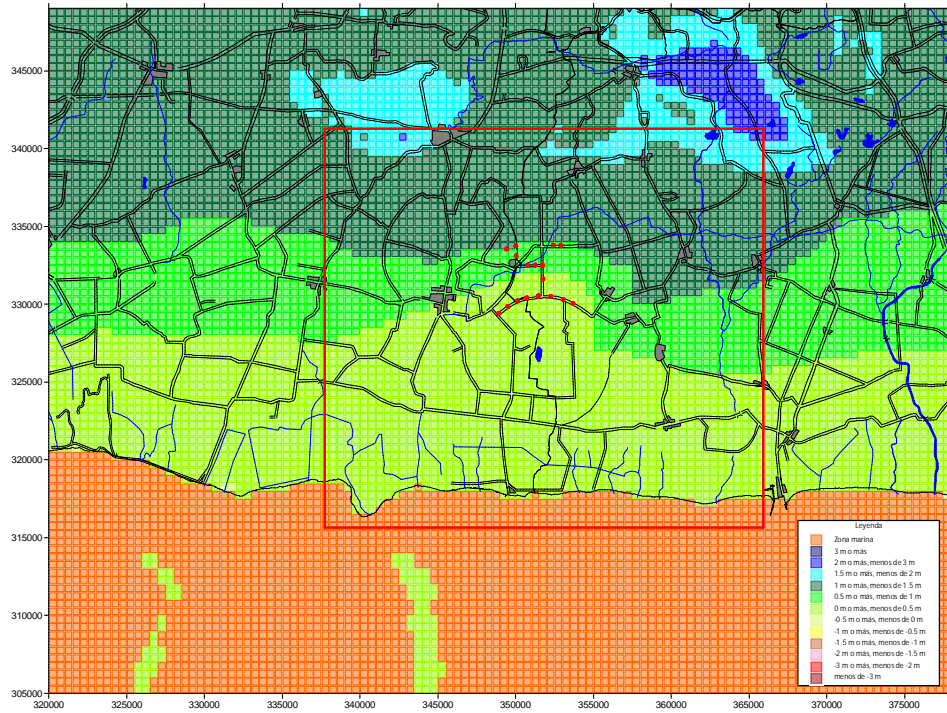 345000
340000
335000
330000
325000
320000
315000
310000
305000
320000 325000 330000 335000 340000 345000 350000 355000 360000 365000 370000 375000
Leyenda
Zona marina
3 m o más
2 m o más, menos de 3 m
1.5 m o más, menos de 2 m
1 m o más, menos de 1.5 m
0.5 m o más, menos de 1 m
0 m o más, menos de 0.5 m
-0.5 m o más, menos de 0 m
-1 m o más, menos de -0.5 m
-1.5 m o más, menos de -1 m
-2 m o más, menos de -1.5 m
-3 m o más, menos de -2 m
menos de -3 m